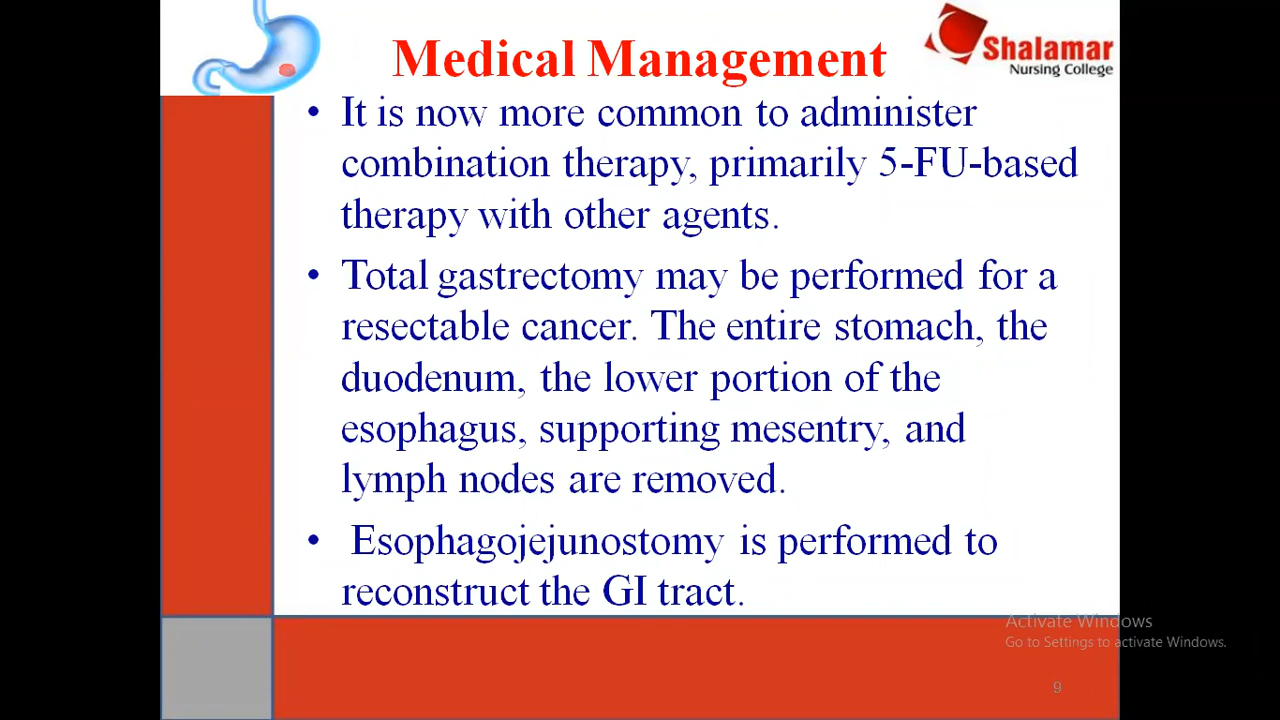 Medical Management
Shalamar
Nursing College
• It is now more common to administer
combination therapy, primarily 5-FU-based
therapy with other agents.
• Total gastrectomy may be performed for a
resectable cancer. The entire stomach, the
duodenum, the lower portion of the
esophagus, supporting mesentry, and
lymph nodes are removed.
• Esophagojejunostomy is performed to
reconstruct the GI tract.
Activate Windows
Go to Settings to activate Windows.
9